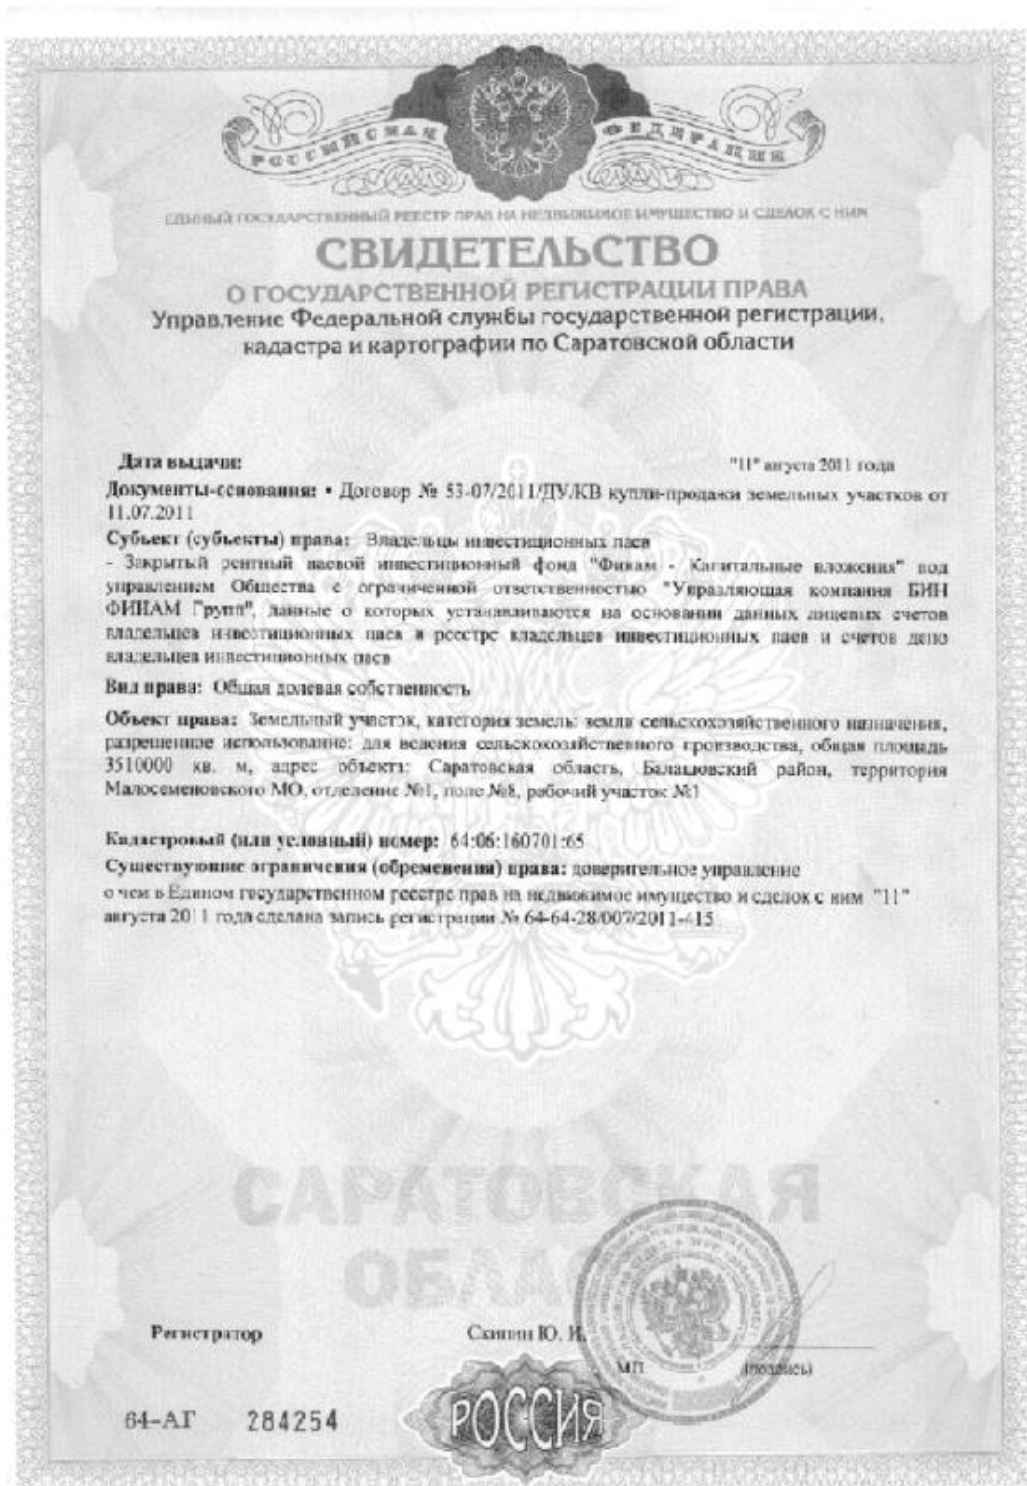 РОССИЙСКАЯ ФЕДЕРАЦИЯ
ЕДИНЫЙ ГОСУДАРСТВЕННЫЙ РЕЕСТР ПРАВ НА НЕДВИЖИМОЕ ИМУЩЕСТВО И СДЕЛОК С НИМ
СВИДЕТЕЛЬСТВО
О ГОСУДАРСТВЕННОЙ РЕГИСТРАЦИИ ПРАВА
Управление Федеральной службы государственной регистрации,
кадастра и картографии по Саратовской области
Дата выдачи: "11" августа 2011 года
Документы-основания: • Договор № 53-07/2011/ДУ/КВ купли-продажи земельных участков от
11.07.2011
Субъект (субъекты) права: Владельцы инвестиционных паев
- Закрытый рентный паевой инвестиционный фонд "Финам - Капитальные вложения" под
управлением Общества с ограниченной ответственностью "Управляющая компания БИН
ФИНАМ Групп", данные о которых устанавливаются на основании данных лицевых счетов
владельцев инвестиционных паев в реестре владельцев инвестиционных паев и счетов депо
владельцев инвестиционных паев
Вид права: Общая долевая собственность
Объект права: Земельный участок, категория земель: земли сельскохозяйственного назначения,
разрешенное использование: для ведения сельскохозяйственного производства, общая площадь
3510000 кв. м, адрес объекта: Саратовская область, Балашовский район, территория
Малосеменовского МО, отделение №1, поле №8, рабочий участок №1
Кадастровый (или условный) номер: 64:06:160701:65
Существующие ограничения (обременения) права: доверительное управление
о чем в Едином государственном реестре прав на недвижимое имущество и сделок с ним "11"
августа 2011 года сделана запись регистрации № 64-64-28/007/2011-415
САРАТОВСКАЯ
ОБЛАС
Регистратор Скипин Ю. И.
МП (подпись)
64-АГ 284254
РОССИЯ